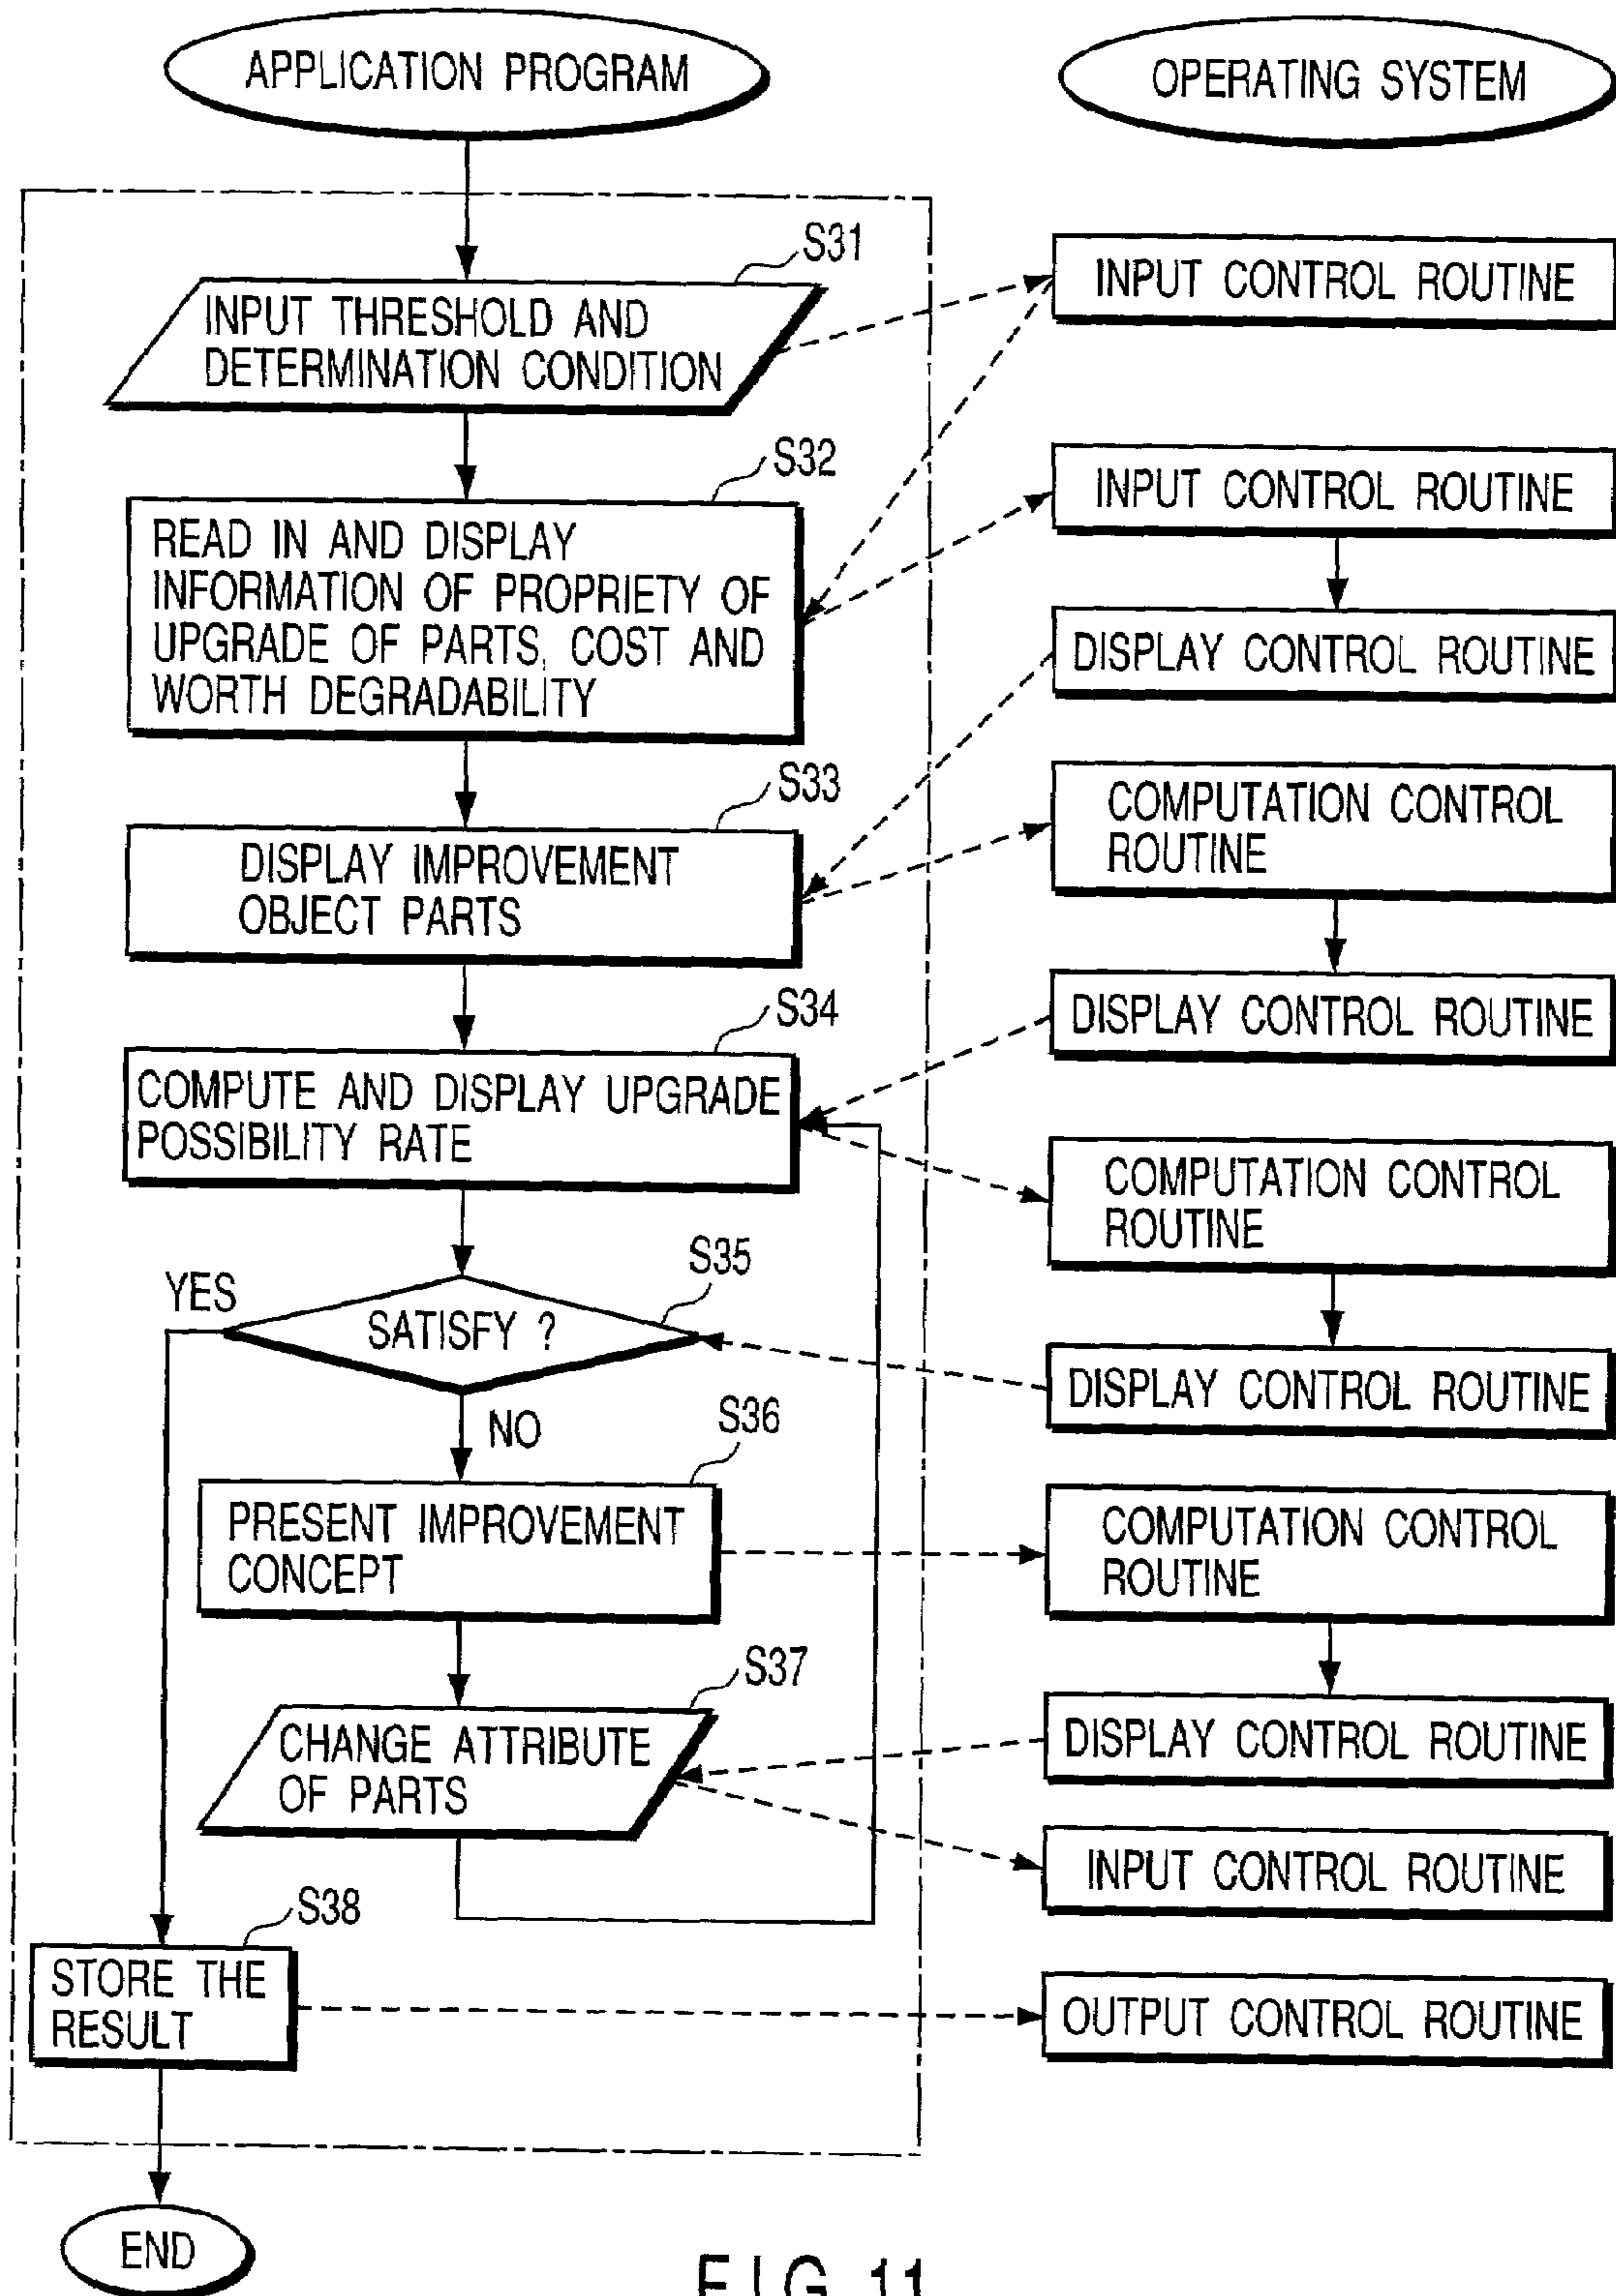 APPLICATION PROGRAM
OPERATING SYSTEM
S31
INPUT THRESHOLD AND
DETERMINATION CONDITION
INPUT CONTROL ROUTINE
S32
READ IN AND DISPLAY
INFORMATION OF PROPRIETY OF
UPGRADE OF PARTS, COST AND
WORTH DEGRADABILITY
INPUT CONTROL ROUTINE
DISPLAY CONTROL ROUTINE
S33
DISPLAY IMPROVEMENT
OBJECT PARTS
COMPUTATION CONTROL
ROUTINE
DISPLAY CONTROL ROUTINE
S34
COMPUTE AND DISPLAY UPGRADE
POSSIBILITY RATE
COMPUTATION CONTROL
ROUTINE
S35
YES
SATISFY ?
DISPLAY CONTROL ROUTINE
NO
S36
PRESENT IMPROVEMENT
CONCEPT
COMPUTATION CONTROL
ROUTINE
S37
CHANGE ATTRIBUTE
OF PARTS
DISPLAY CONTROL ROUTINE
INPUT CONTROL ROUTINE
S38
STORE THE
RESULT
OUTPUT CONTROL ROUTINE
END
FIG. 11